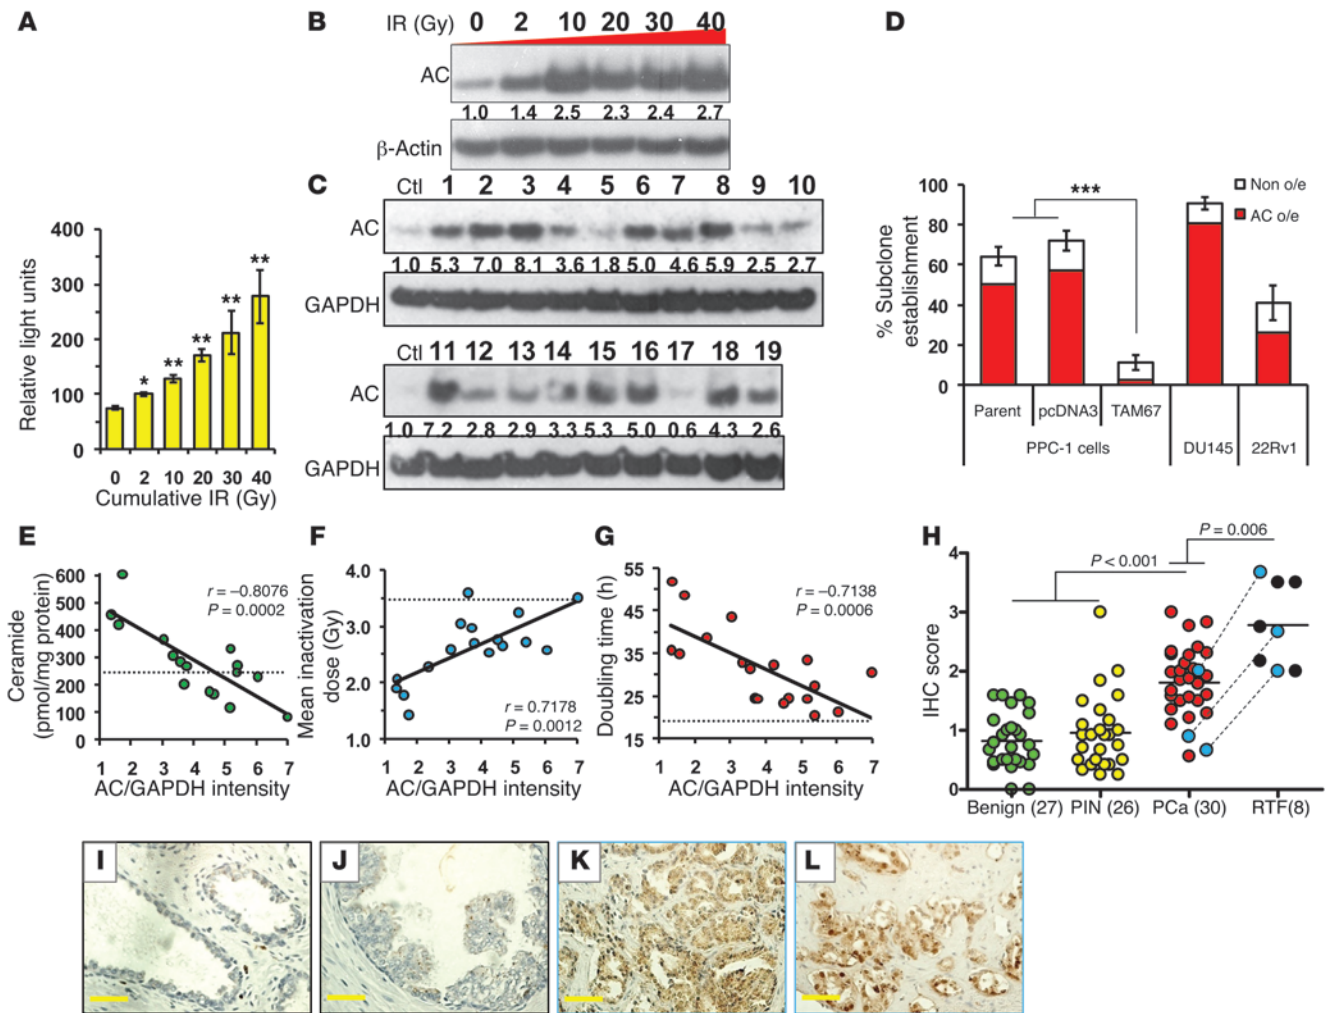 A
Relative light units
400
300
200
100
0
*
**
**
**
**
0 2 10 20 30 40
Cumulative IR (Gy)
B
IR (Gy) 0 2 10 20 30 40
AC
1.0 1.4 2.5 2.3 2.4 2.7
β-Actin
C
Ctl 1 2 3 4 5 6 7 8 9 10
AC
1.0 5.3 7.0 8.1 3.6 1.8 5.0 4.6 5.9 2.5 2.7
GAPDH
Ctl 11 12 13 14 15 16 17 18 19
AC
1.0 7.2 2.8 2.9 3.3 5.3 5.0 0.6 4.3 2.6
GAPDH
D
% Subclone
establishment
100
80
60
40
20
0
***
Non o/e
AC o/e
Parent pcDNA3 TAM67
PPC-1 cells DU145 22Rv1
E
Ceramide
(pmol/mg protein)
600
500
400
300
200
100
0
r = −0.8076
P = 0.0002
1 2 3 4 5 6 7
AC/GAPDH intensity
F
Mean inactivation
dose (Gy)
4.0
3.0
2.0
1.0
r = 0.7178
P = 0.0012
1 2 3 4 5 6 7
AC/GAPDH intensity
G
Doubling time (h)
55
45
35
25
15
r = −0.7138
P = 0.0006
1 2 3 4 5 6 7
AC/GAPDH intensity
H
IHC score
4
3
2
1
0
P = 0.006
P < 0.001
Benign (27) PIN (26) PCa (30) RTF(8)
I
J
K
L